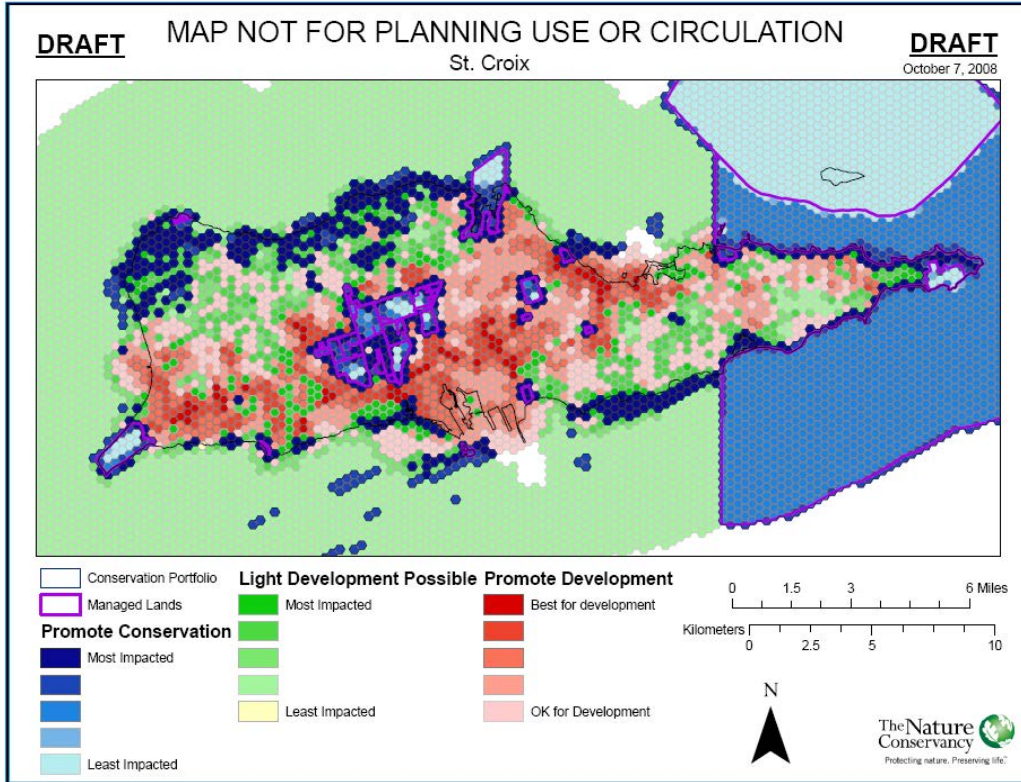 DRAFT
MAP NOT FOR PLANNING USE OR CIRCULATION
St. Croix
DRAFT
October 7, 2008
Conservation Portfolio
Managed Lands
Promote Conservation
Most Impacted
Least Impacted
Light Development Possible
Most Impacted
Least Impacted
Promote Development
Best for development
OK for Development
0 1.5 3 6 Miles
Kilometers
0 2.5 5 10
N
The Nature
Conservancy
Protecting nature. Preserving life.™